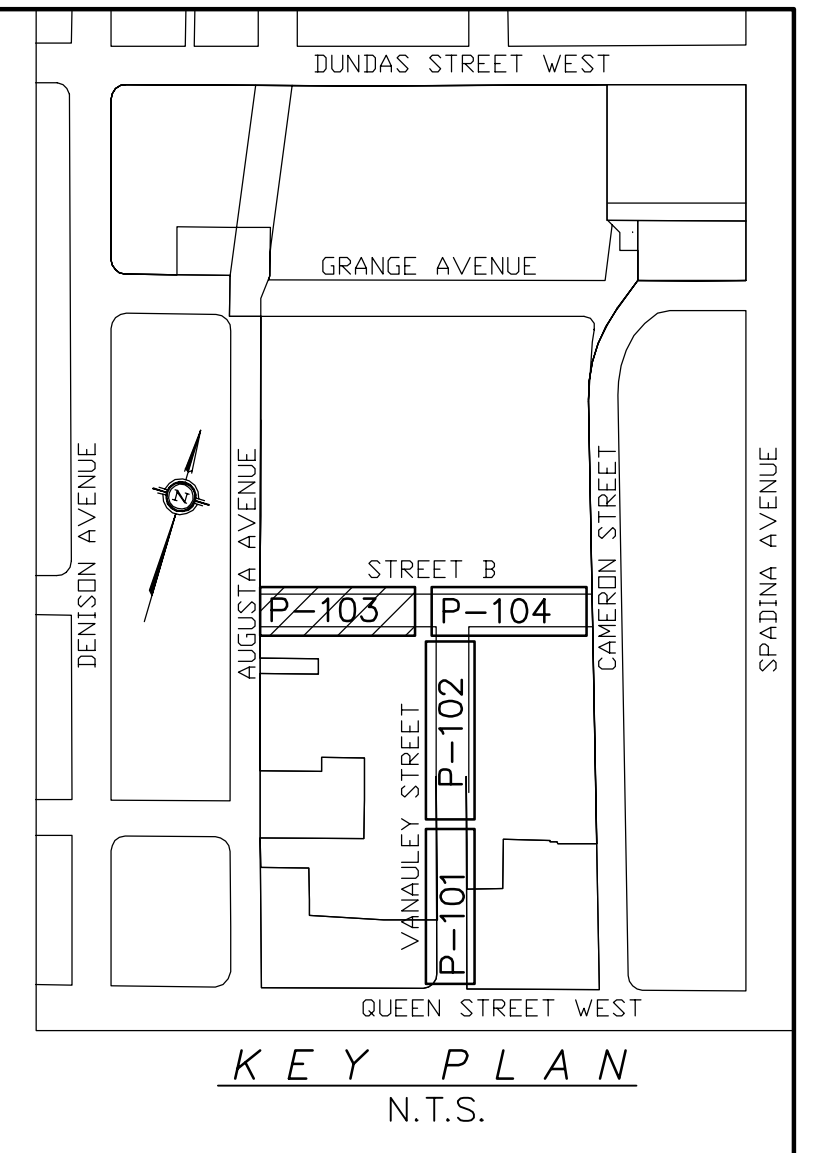 DUNDAS STREET WEST
GRANGE AVENUE
DENISON AVENUE
N
AUGUSTA AVENUE
CAMERON STREET
SPADINA AVENUE
STREET B
P-103
P-104
VANAULEY STREET
P-102
P-101
QUEEN STREET WEST
KEY PLAN
N.T.S.